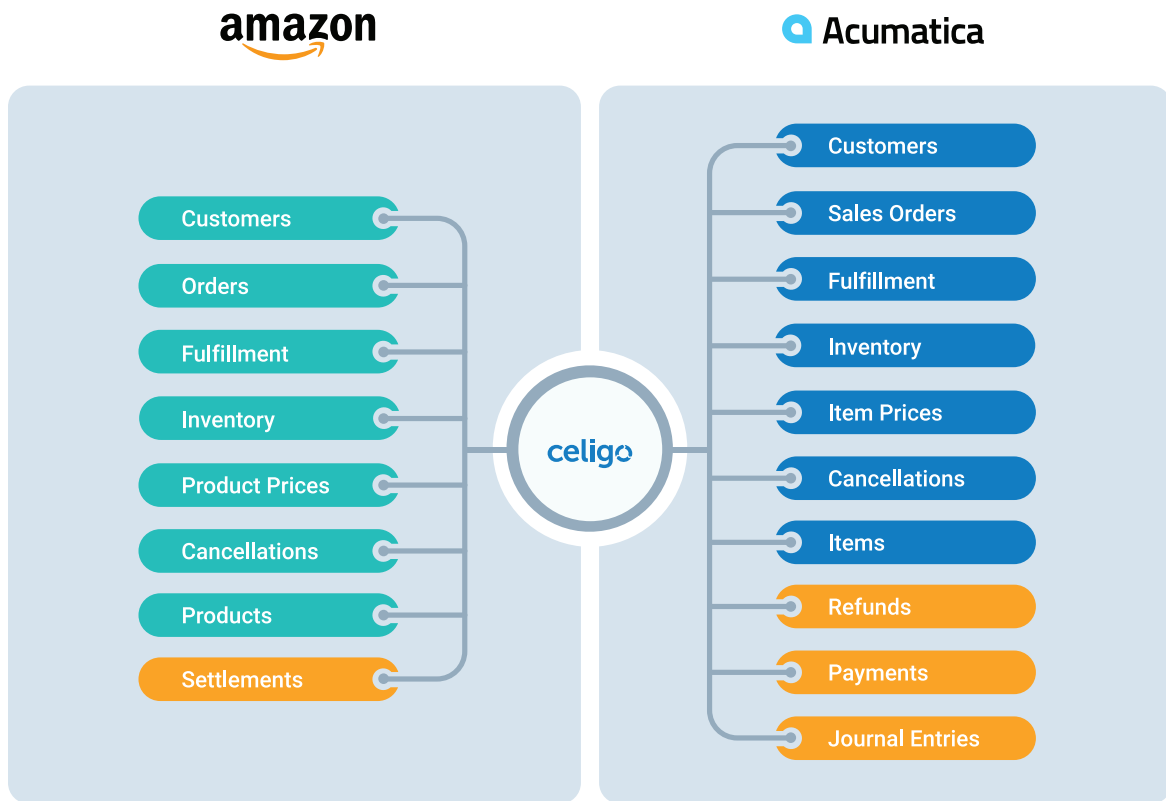 amazon
Acumatica
Customers
Orders
Fulfillment
Inventory
Product Prices
Cancellations
Products
Settlements
celigo
Customers
Sales Orders
Fulfillment
Inventory
Item Prices
Cancellations
Items
Refunds
Payments
Journal Entries